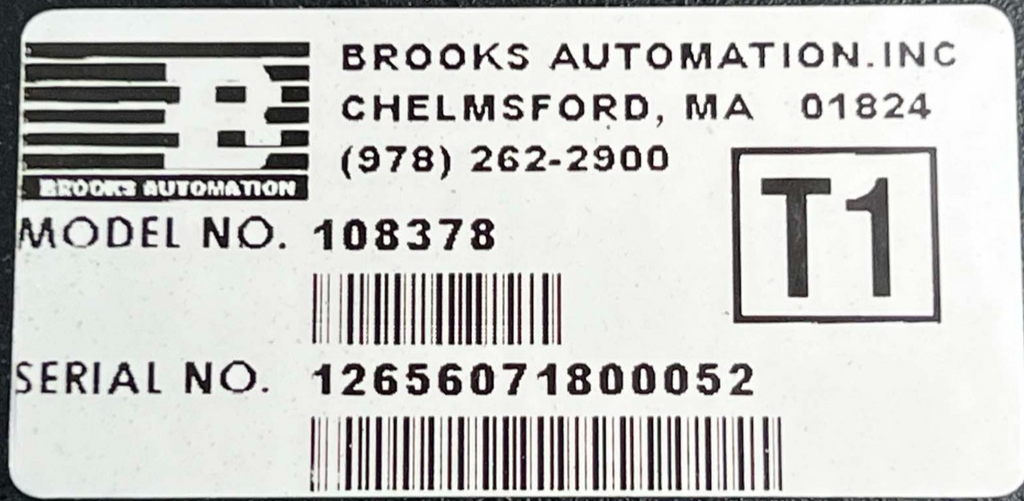 BROOKS AUTOMATION.INC
CHELMSFORD, MA 01824
(978) 262-2900
BROOKS AUTOMATION
T1
MODEL NO. 108378
SERIAL NO. 12656071800052